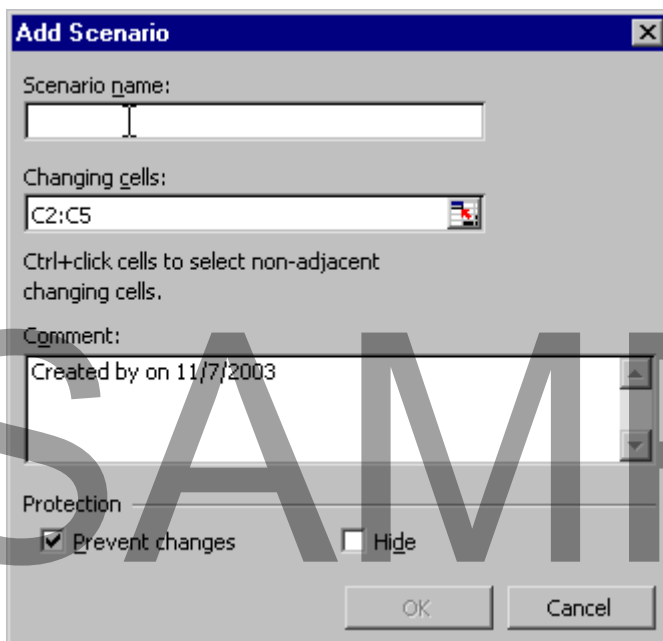 Add Scenario
Scenario name:
Changing cells:
C2:C5
Ctrl+click cells to select non-adjacent
changing cells.
Comment:
Created by on 11/7/2003
Protection
Prevent changes
Hide
OK
Cancel